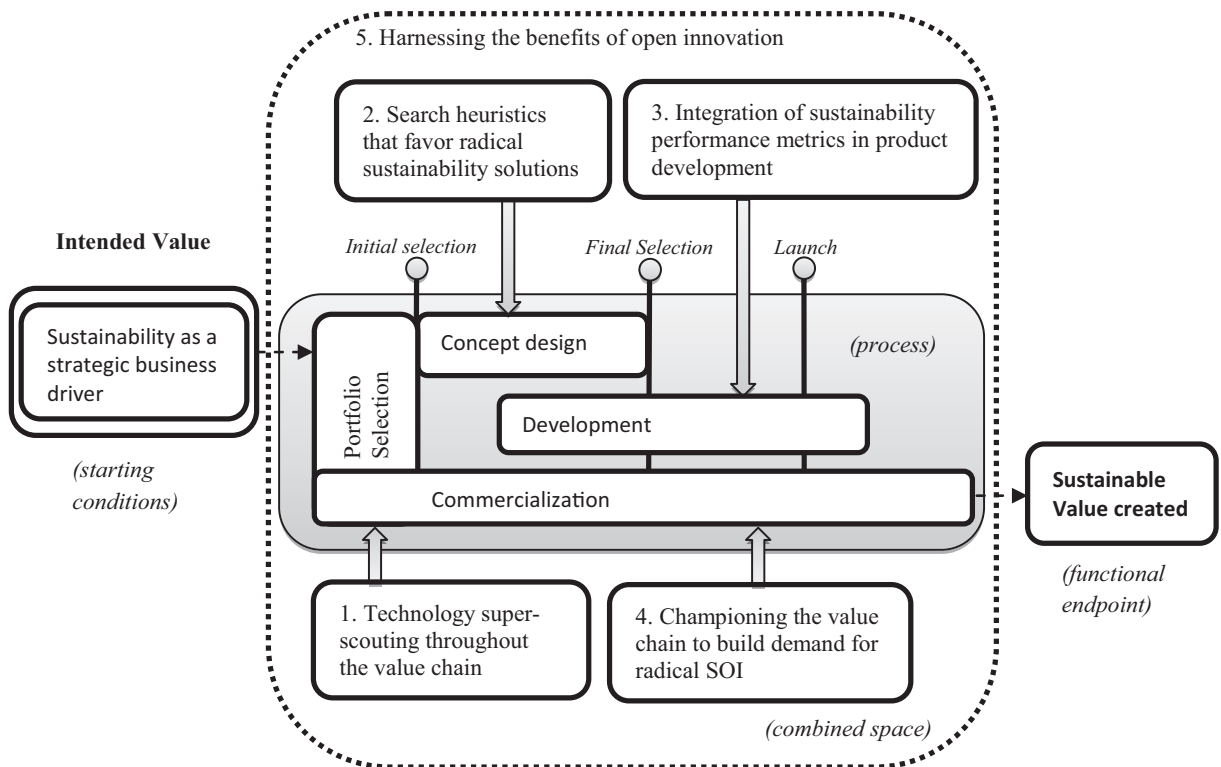 5. Harnessing the benefits of open innovation
2. Search heuristics
that favor radical
sustainability solutions
3. Integration of sustainability
performance metrics in product
development
Intended Value
Initial selection
Final Selection
Launch
Sustainability as a
strategic business
driver
(starting
conditions)
Portfolio
Selection
Concept design
(process)
Development
Commercialization
Sustainable
Value created
(functional
endpoint)
1. Technology super-
scouting throughout
the value chain
4. Championing the value
chain to build demand for
radical SOI
(combined space)